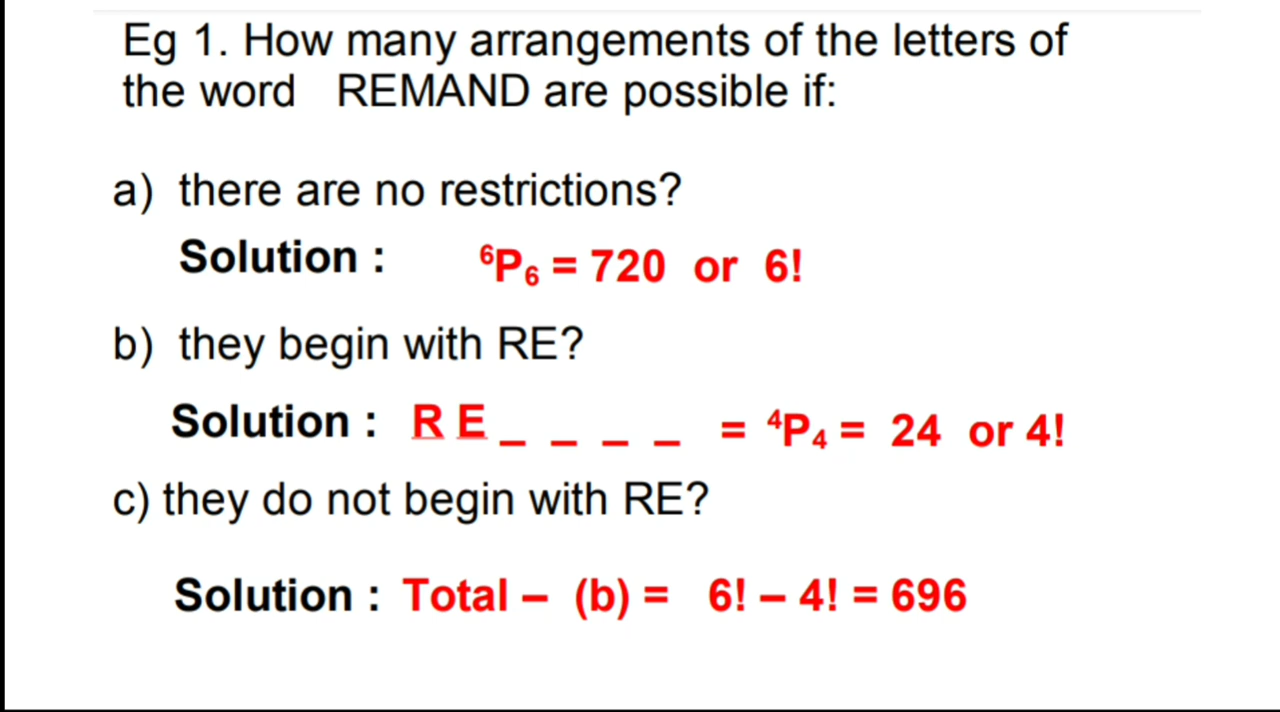 Eg 1. How many arrangements of the letters of
the word REMAND are possible if:
a) there are no restrictions?
Solution : ⁶P₆ = 720 or 6!
b) they begin with RE?
Solution : R E _ _ _ _ = ⁴P₄ = 24 or 4!
c) they do not begin with RE?
Solution : Total – (b) = 6! – 4! = 696